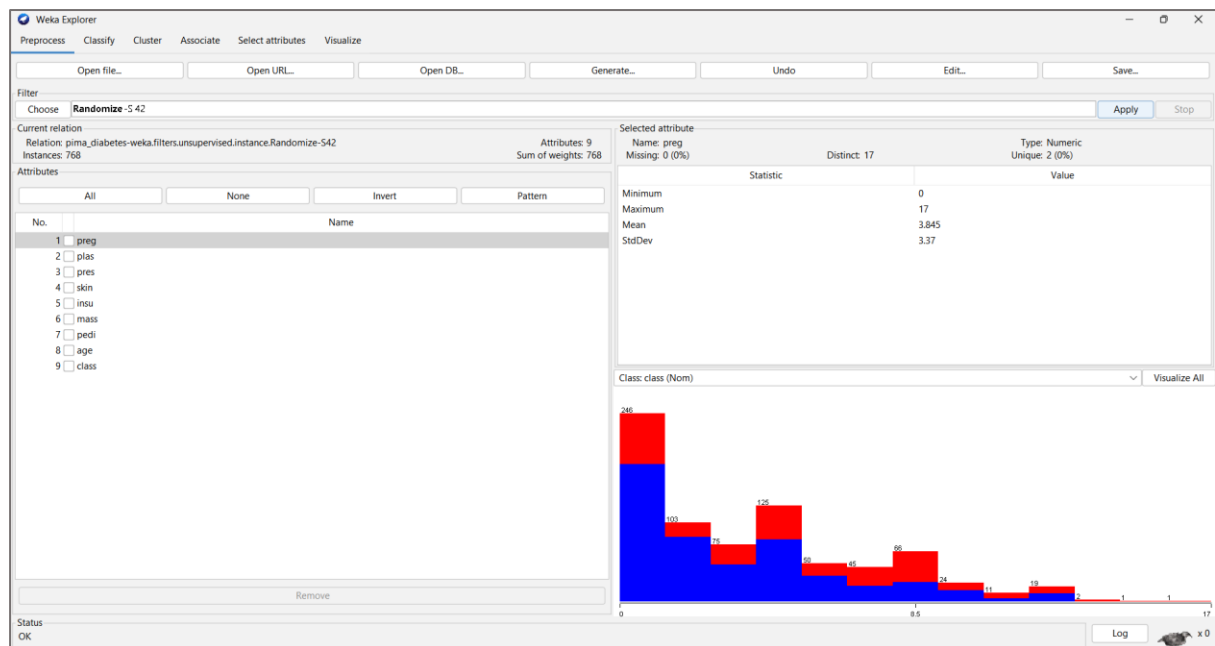 Weka Explorer
Preprocess Classify Cluster Associate Select attributes Visualize
Open file... Open URL... Open DB... Generate... Undo Edit... Save...
Filter
Choose Randomize -S 42 Apply Stop
Current relation
Relation: pima_diabetes-weka.filters.unsupervised.instance.Randomize-S42 Attributes: 9
Instances: 768 Sum of weights: 768
Attributes
All None Invert Pattern
No. Name
1 preg
2 plas
3 pres
4 skin
5 insu
6 mass
7 pedi
8 age
9 class
Remove
Selected attribute
Name: preg Type: Numeric
Missing: 0 (0%) Distinct: 17 Unique: 2 (0%)
Statistic Value
Minimum 0
Maximum 17
Mean 3.845
StdDev 3.37
Class: class (Nom) Visualize All
246
103
75
125
50
45
66
24
11
19
2
1
1
0 8.5 17
Status
OK
Log x 0